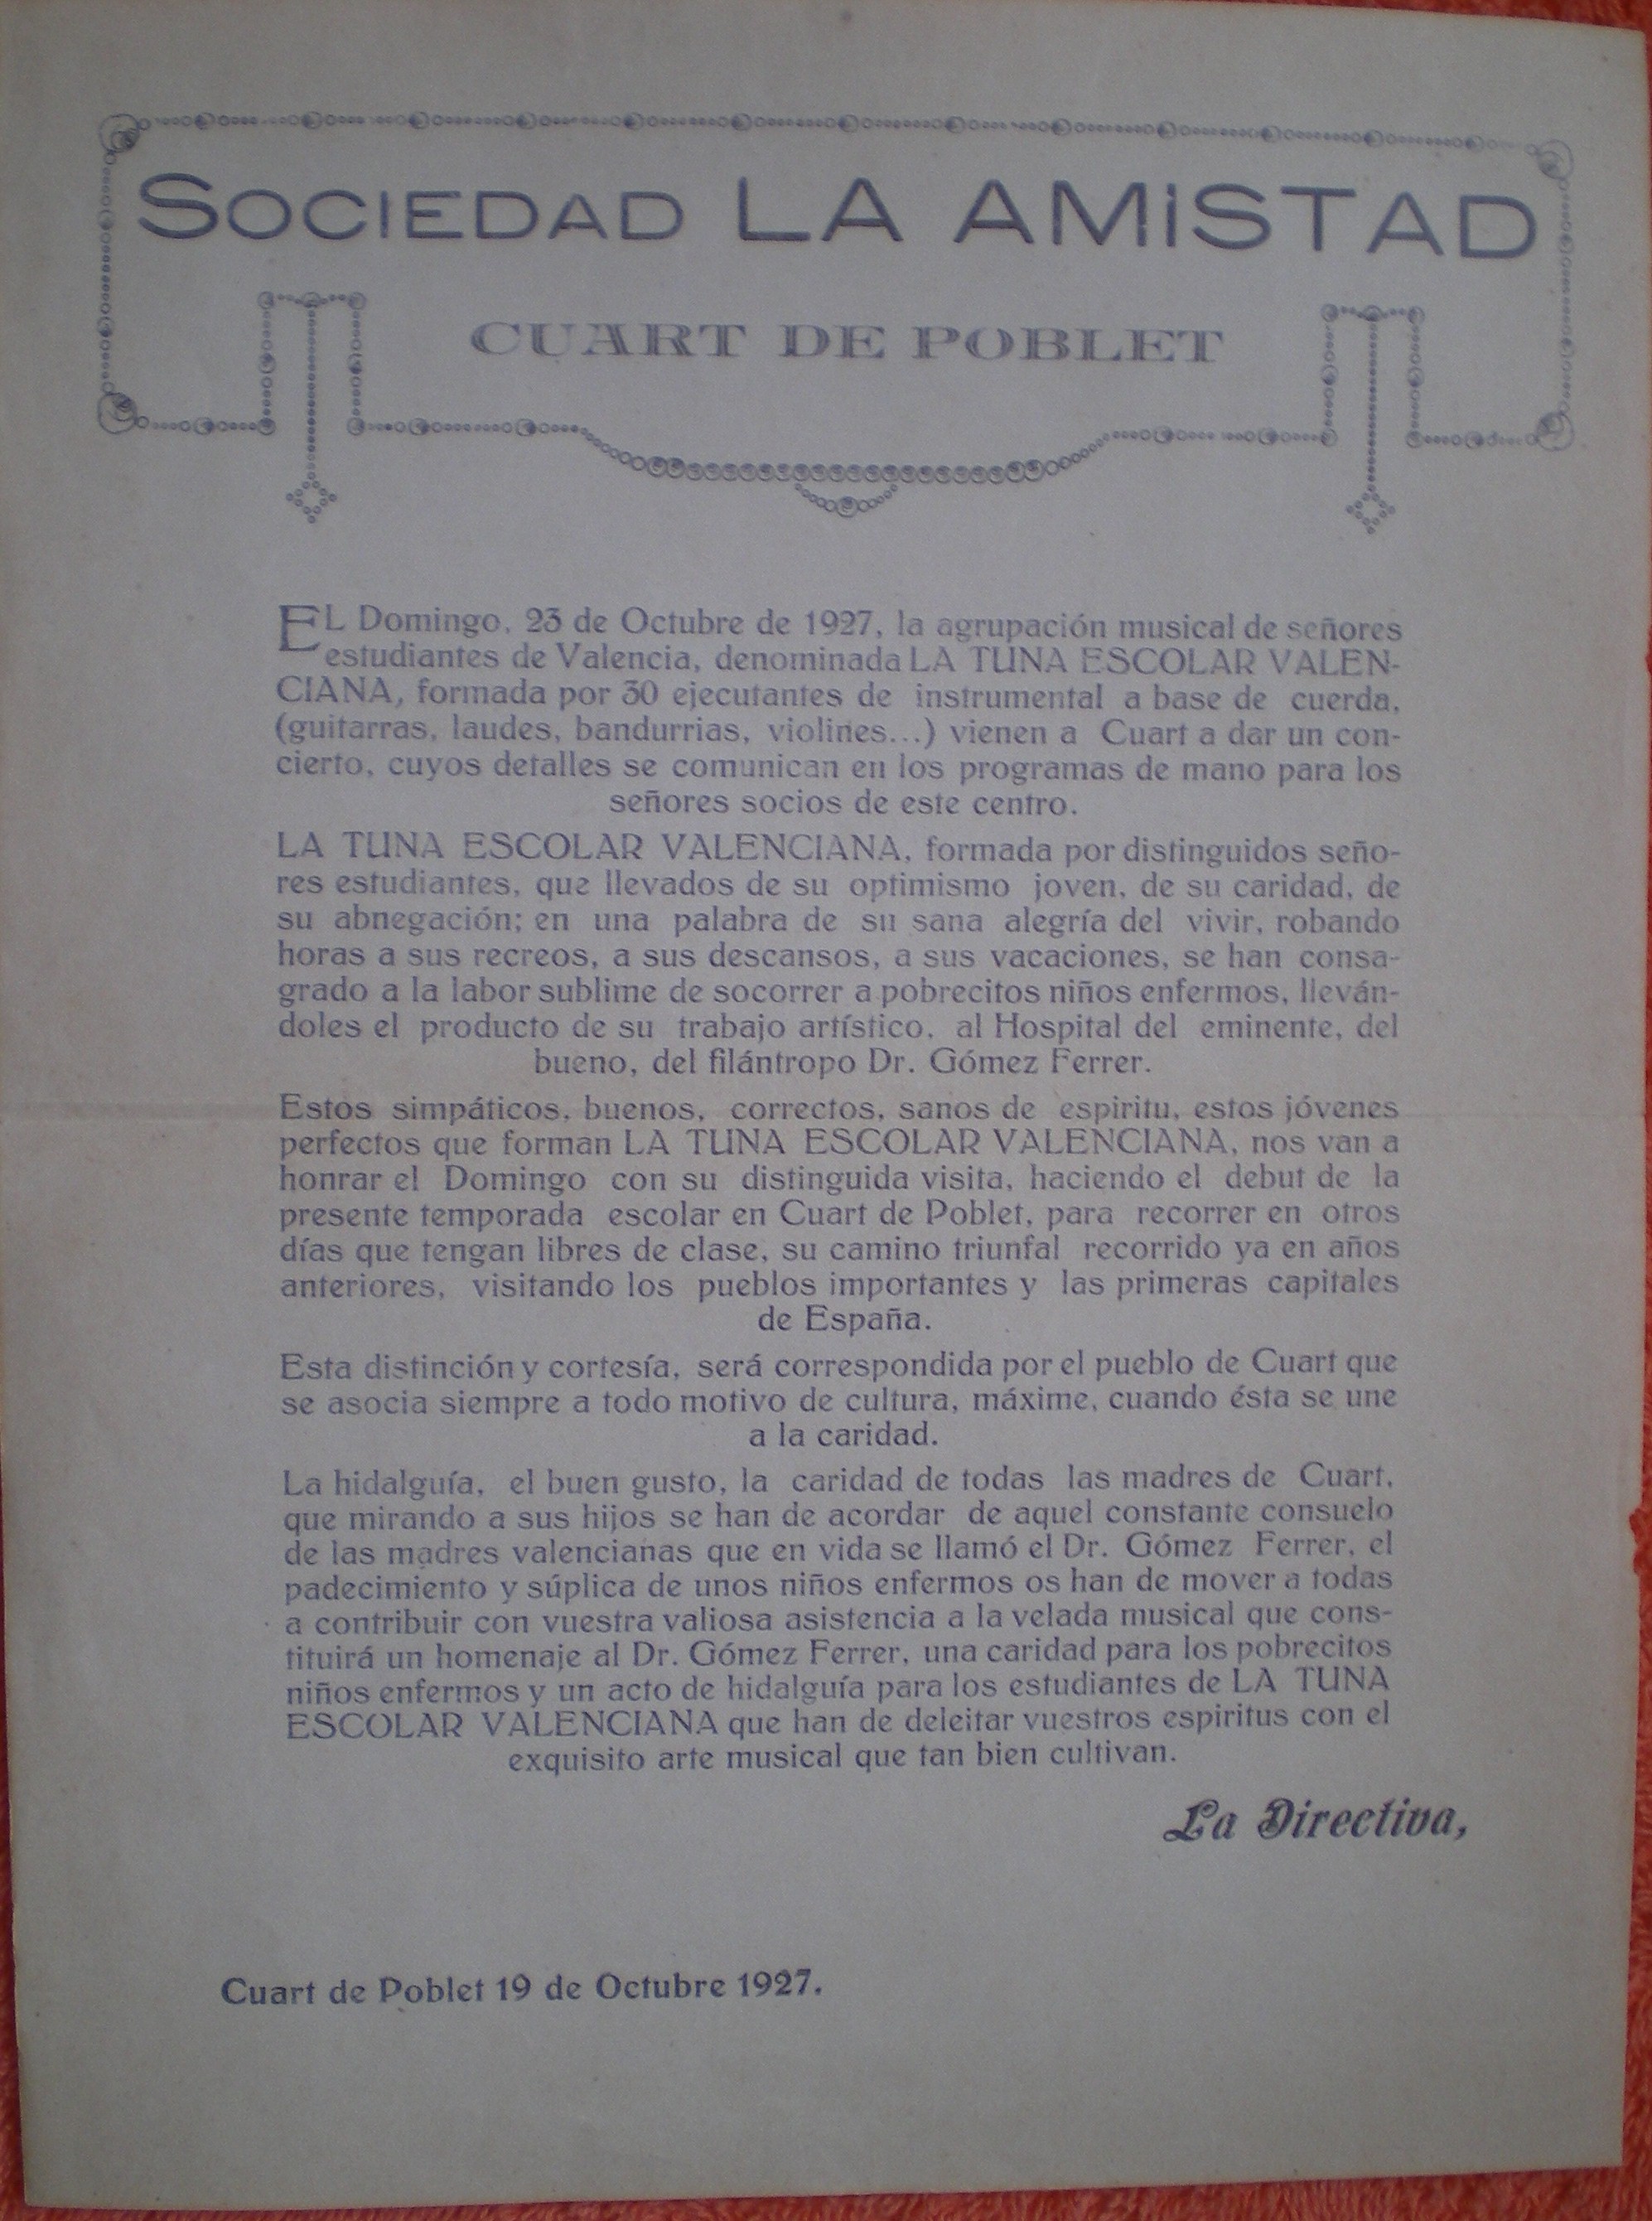 SOCIEDAD LA AMiSTAD
CUART DE POBLET
EL Domingo, 23 de Octubre de 1927, la agrupación musical de señores
estudiantes de Valencia, denominada LA TUNA ESCOLAR VALEN-
CIANA, formada por 30 ejecutantes de instrumental a base de cuerda,
(guitarras, laudes, bandurrias, violines...) vienen a Cuart a dar un con-
cierto, cuyos detalles se comunican en los programas de mano para los
señores socios de este centro.
LA TUNA ESCOLAR VALENCIANA, formada por distinguidos seño-
res estudiantes, que llevados de su optimismo joven, de su caridad, de
su abnegación; en una palabra de su sana alegría del vivir, robando
horas a sus recreos, a sus descansos, a sus vacaciones, se han consa-
grado a la labor sublime de socorrer a pobrecitos niños enfermos, lleván-
doles el producto de su trabajo artístico, al Hospital del eminente, del
bueno, del filántropo Dr. Gómez Ferrer.
Estos simpáticos, buenos, correctos, sanos de espiritu, estos jóvenes
perfectos que forman LA TUNA ESCOLAR VALENCIANA, nos van a
honrar el Domingo con su distinguida visita, haciendo el debut de la
presente temporada escolar en Cuart de Poblet, para recorrer en otros
días que tengan libres de clase, su camino triunfal recorrido ya en años
anteriores, visitando los pueblos importantes y las primeras capitales
de España.
Esta distinción y cortesía, será correspondida por el pueblo de Cuart que
se asocia siempre a todo motivo de cultura, máxime, cuando ésta se une
a la caridad.
La hidalguía, el buen gusto, la caridad de todas las madres de Cuart,
que mirando a sus hijos se han de acordar de aquel constante consuelo
de las madres valencianas que en vida se llamó el Dr. Gómez Ferrer, el
padecimiento y súplica de unos niños enfermos os han de mover a todas
a contribuir con vuestra valiosa asistencia a la velada musical que cons-
tituirá un homenaje al Dr. Gómez Ferrer, una caridad para los pobrecitos
niños enfermos y un acto de hidalguía para los estudiantes de LA TUNA
ESCOLAR VALENCIANA que han de deleitar vuestros espiritus con el
exquisito arte musical que tan bien cultivan.
La Directiva,
Cuart de Poblet 19 de Octubre 1927.